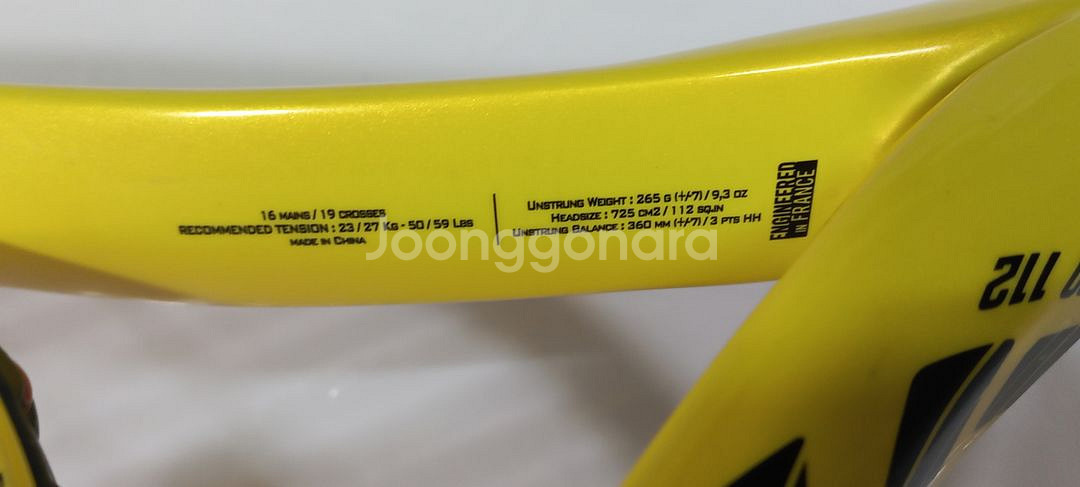 16 MAINS / 19 CROSSES
RECOMMENDED TENSION : 23 / 27 KG - 50 / 59 LBS
MADE IN CHINA
UNSTRUNG WEIGHT : 265 G (+/-7) / 9,3 OZ
HEADSIZE : 725 CM2 / 112 SQ.IN
UNSTRUNG BALANCE : 360 MM (+/-7) / 3 PTS HH
ENGINEERED
IN FRANCE
Joonggonara
112